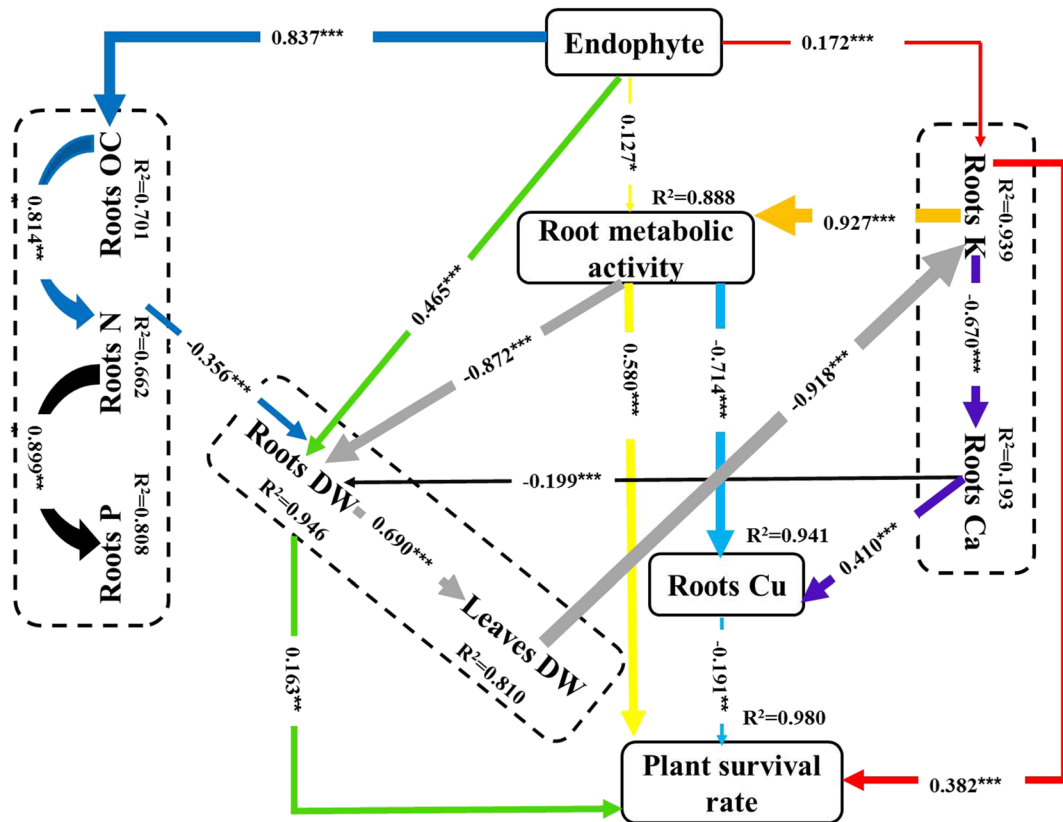 0.837***
Endophyte
0.172***
0.127*
Roots OC
R²=0.701
0.814**
*
Roots N
R²=0.662
0.899**
*
Roots P
R²=0.808
0.465***
R²=0.888
Root metabolic
activity
0.927***
Roots K
R²=0.939
-0.356***
-0.872***
0.580***
-0.714***
-0.918***
-0.670***
Roots DW
R²=0.946
-0.199***
Roots Ca
R²=0.193
0.690***
R²=0.941
0.410***
Roots Cu
Leaves DW
R²=0.810
0.163**
-0.191**
R²=0.980
Plant survival
rate
0.382***